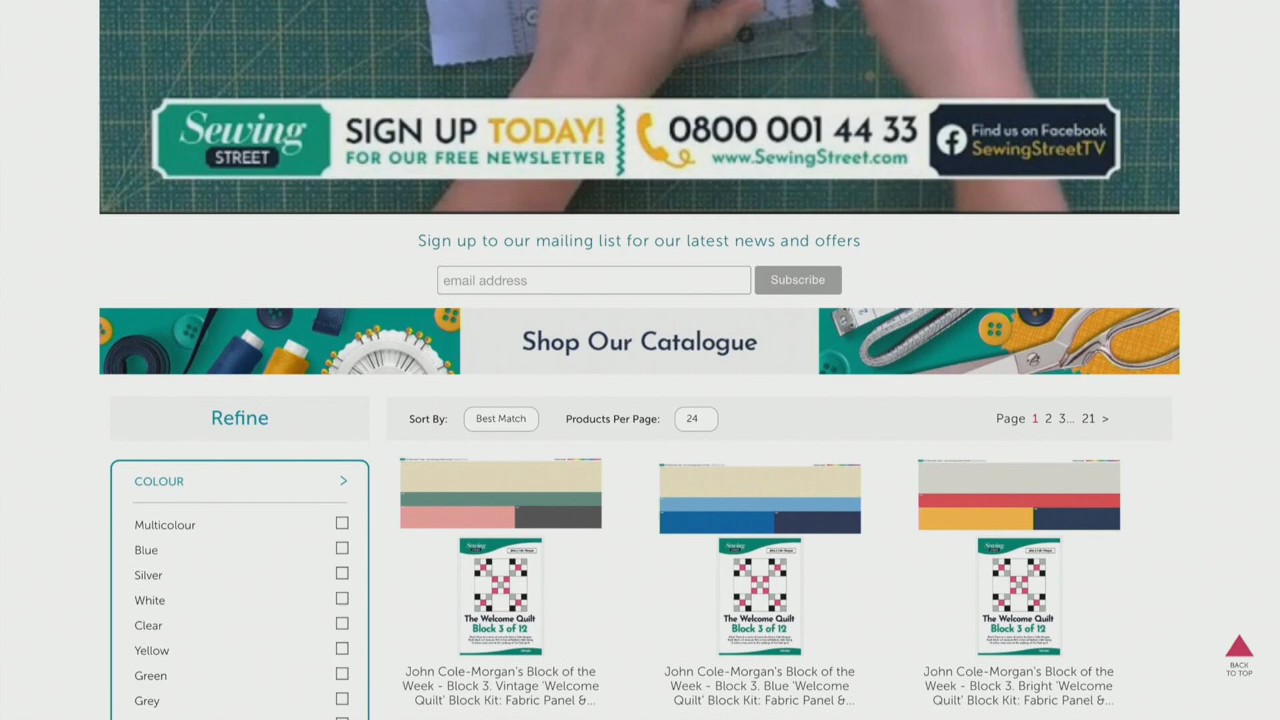 Sewing
STREET
SIGN UP TODAY!
FOR OUR FREE NEWSLETTER
0800 001 44 33
www.SewingStreet.com
Find us on Facebook
SewingStreetTV
Sign up to our mailing list for our latest news and offers
email address
Subscribe
Shop Our Catalogue
Refine
Sort By:
Best Match
Products Per Page:
24
Page 1 2 3... 21 >
COLOUR >
Multicolour
Blue
Silver
White
Clear
Yellow
Green
Grey
Sewing
The Welcome Quilt
Block 3 of 12
John Cole-Morgan's Block of the
Week - Block 3. Vintage 'Welcome
Quilt' Block Kit: Fabric Panel &...
Sewing
The Welcome Quilt
Block 3 of 12
John Cole-Morgan's Block of the
Week - Block 3. Blue 'Welcome
Quilt' Block Kit: Fabric Panel &...
Sewing
The Welcome Quilt
Block 3 of 12
John Cole-Morgan's Block of the
Week - Block 3. Bright 'Welcome
Quilt' Block Kit: Fabric Panel &...
BACK
TO TOP